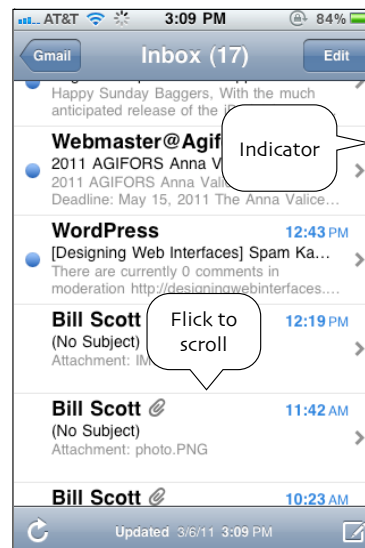 AT&T 3:09 PM 84%
Gmail Inbox (17) Edit
Happy Sunday Baggers, With the much
anticipated release of the
Webmaster@Agif
2011 AGIFORS Anna V
2011 AGIFORS Anna Vali
Deadline: May 15, 2011 The Anna Valice...
Indicator
WordPress 12:43 PM
[Designing Web Interfaces] Spam Ka...
There are currently 0 comments in
moderation http://designingwebinterfaces....
Bill Scott 12:19 PM
(No Subject)
Attachment: IM
Flick to
scroll
Bill Scott 11:42 AM
(No Subject)
Attachment: photo.PNG
Bill Scott 10:23 AM
Updated 3/6/11 3:09 PM